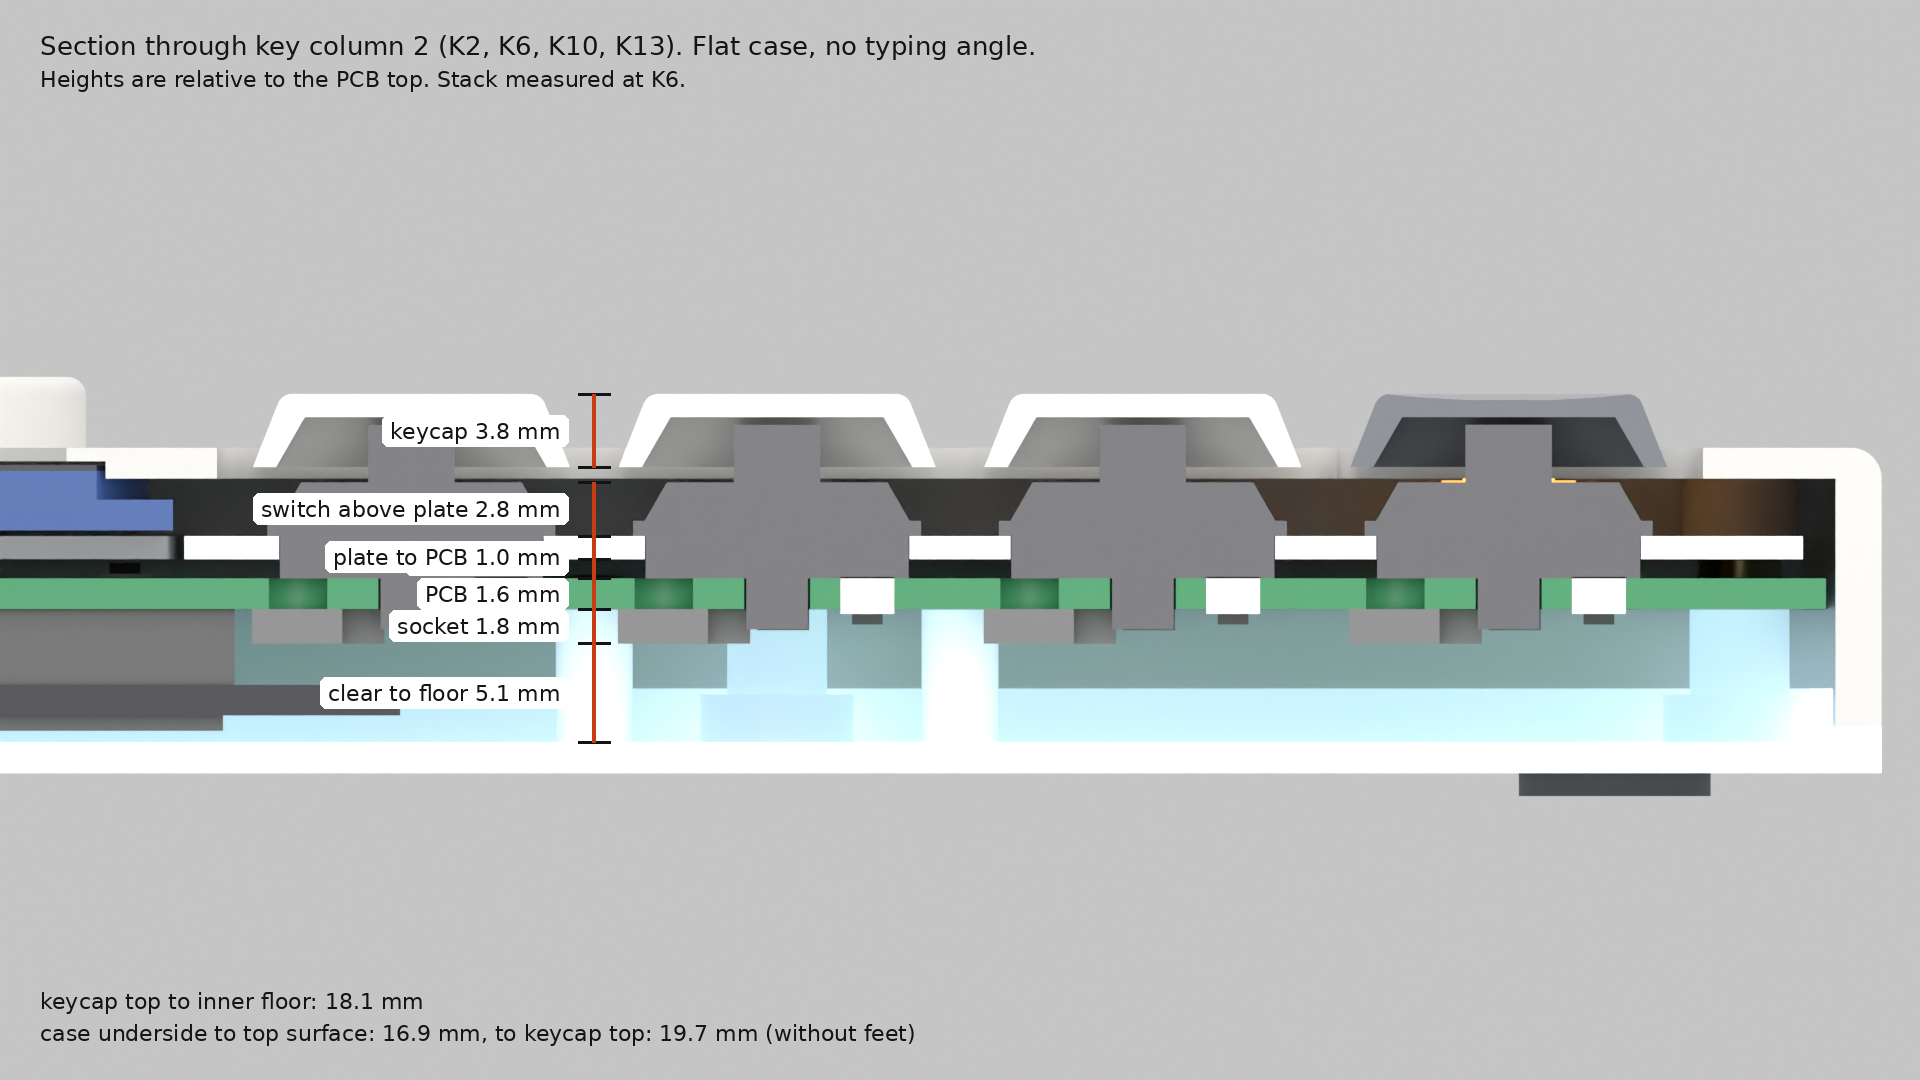 Section through key column 2 (K2, K6, K10, K13). Flat case, no typing angle.
Heights are relative to the PCB top. Stack measured at K6.
keycap 3.8 mm
switch above plate 2.8 mm
plate to PCB 1.0 mm
PCB 1.6 mm
socket 1.8 mm
clear to floor 5.1 mm
keycap top to inner floor: 18.1 mm
case underside to top surface: 16.9 mm, to keycap top: 19.7 mm (without feet)